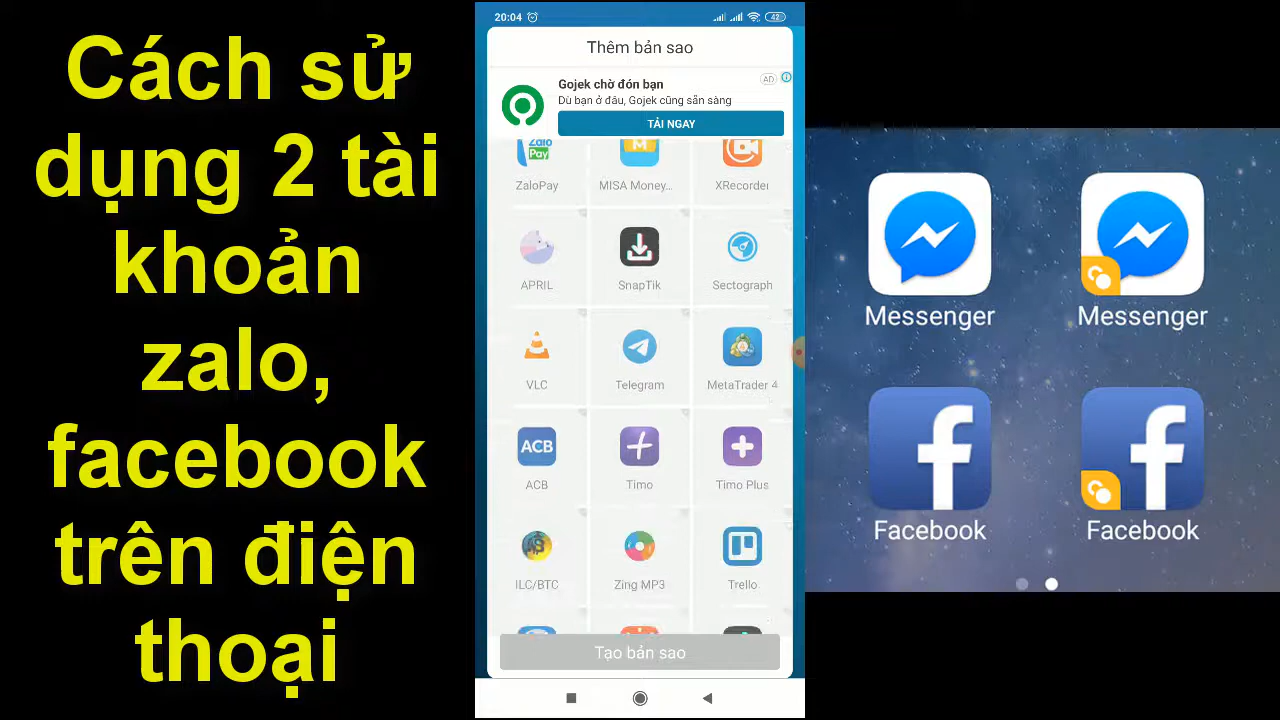 Cách sử
dụng 2 tài
khoản
zalo,
facebook
trên điện
thoại
20:04
42
Thêm bản sao
Gojek chờ đón bạn
AD
Dù bạn ở đâu, Gojek cũng sẵn sàng
TẢI NGAY
Zalo
Pay
ZaloPay
MISA Money...
XRecorder
APRIL
SnapTik
Sectograph
VLC
Telegram
MetaTrader 4
ACB
ACB
Timo
Timo Plus
ILC/BTC
Zing MP3
Trello
Tạo bản sao
Messenger
Messenger
Facebook
Facebook